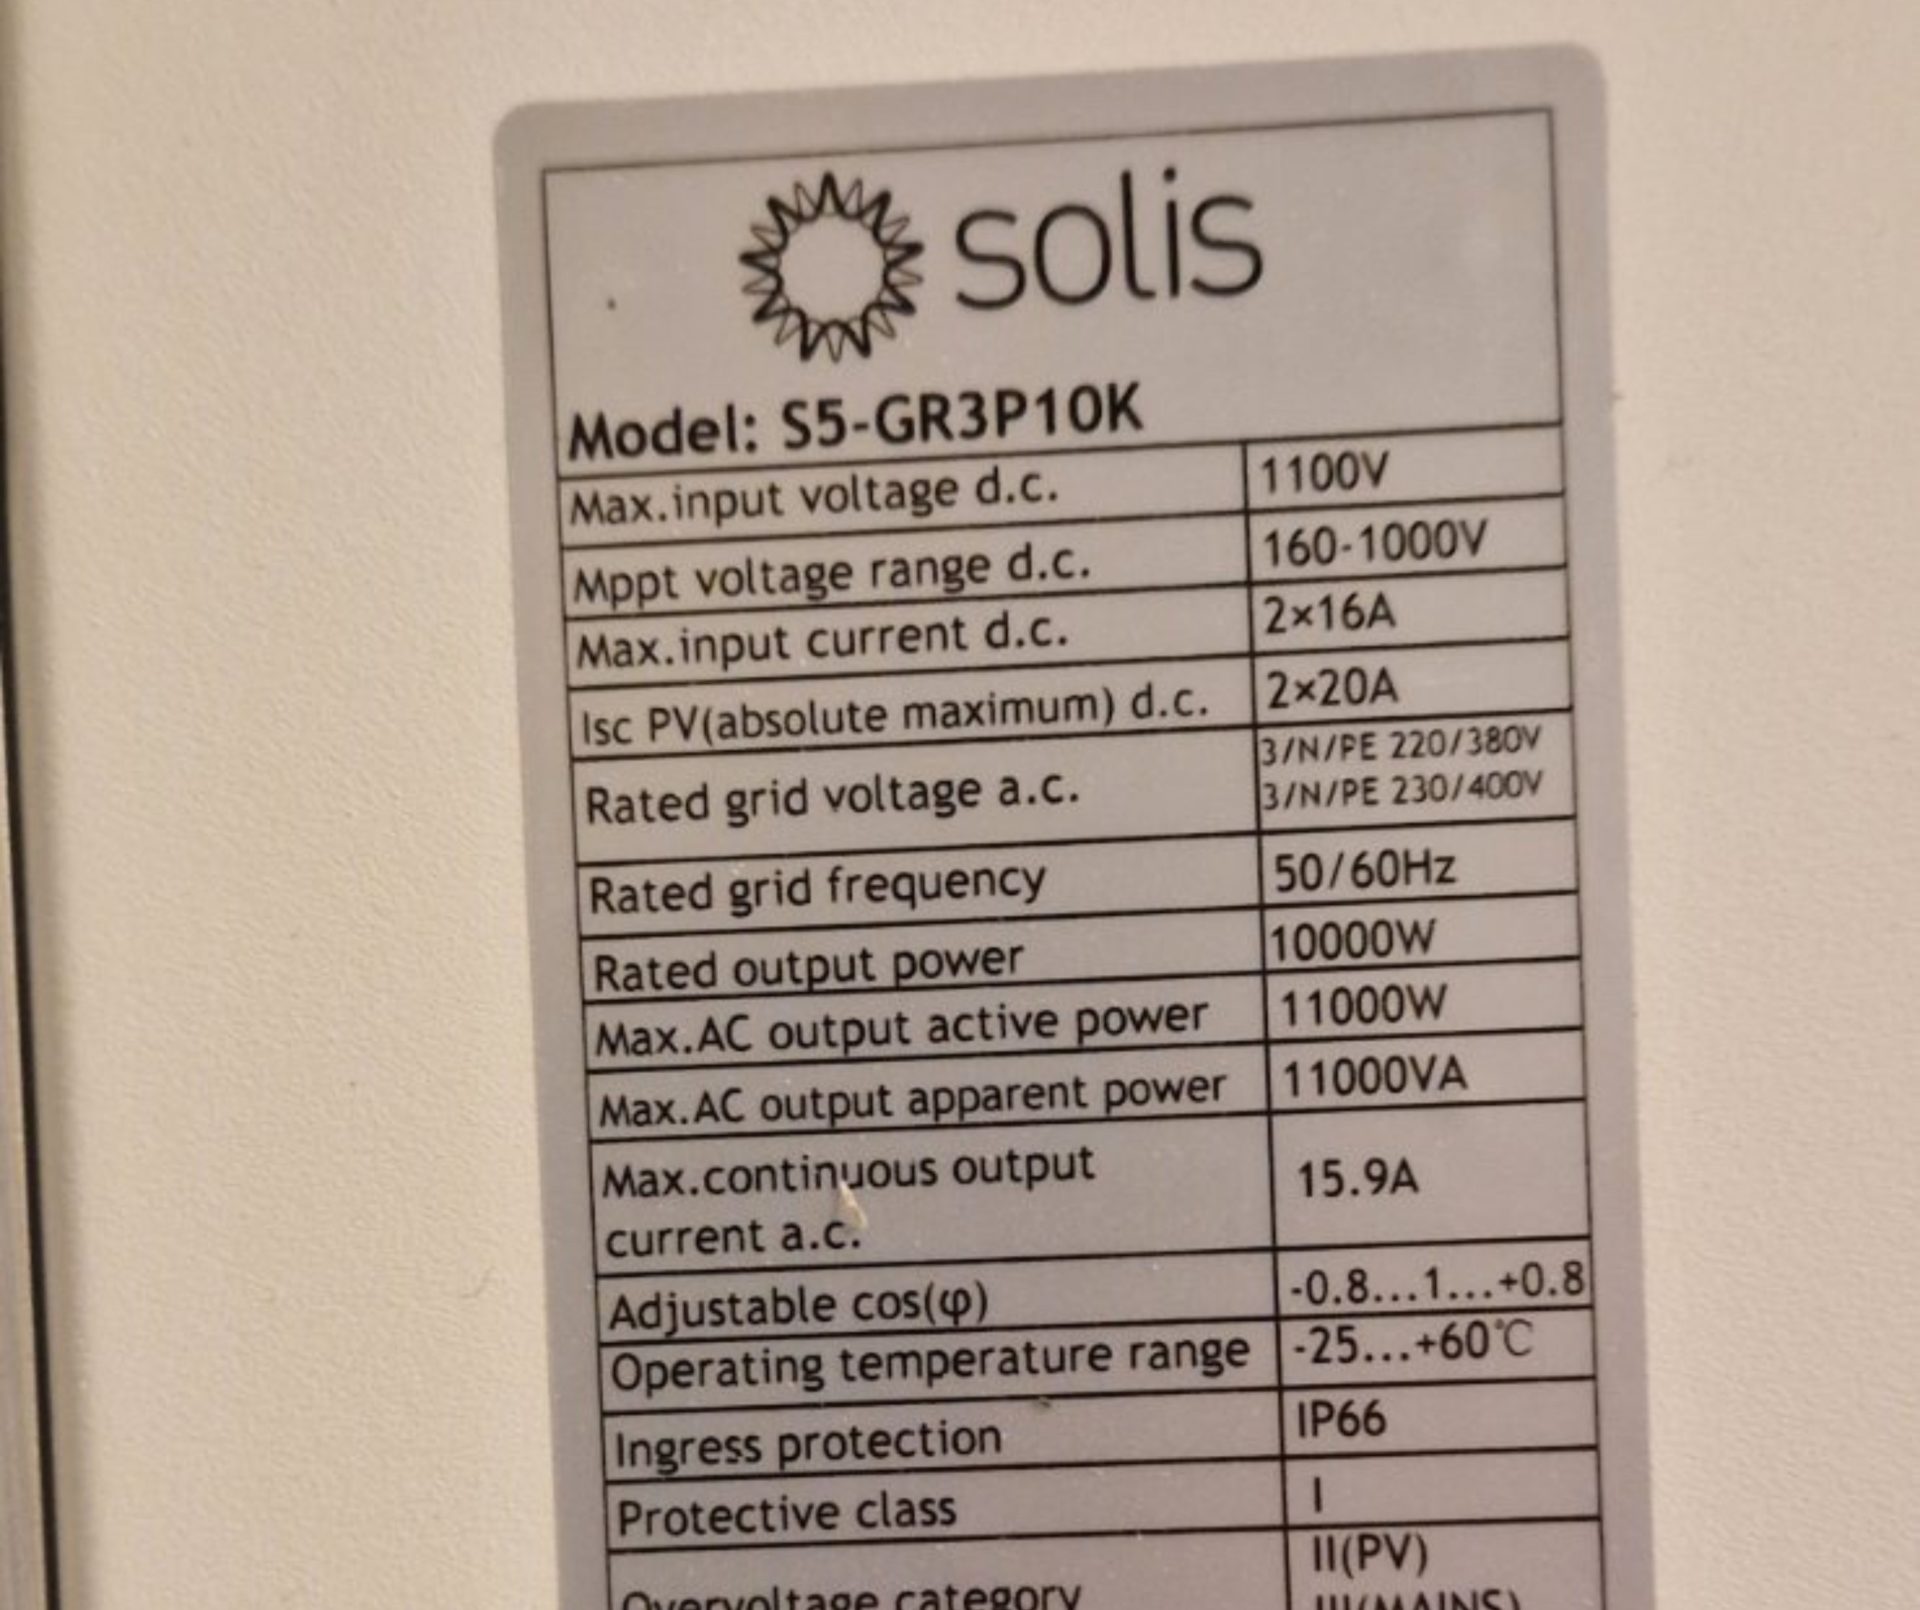 solis
Model: S5-GR3P10K
Max.input voltage d.c. 1100V
Mppt voltage range d.c. 160-1000V
Max.input current d.c. 2×16A
Isc PV(absolute maximum) d.c. 2×20A
Rated grid voltage a.c. 3/N/PE 220/380V
3/N/PE 230/400V
Rated grid frequency 50/60Hz
Rated output power 10000W
Max.AC output active power 11000W
Max.AC output apparent power 11000VA
Max.continuous output
current a.c. 15.9A
Adjustable cos(φ) -0.8...1...+0.8
Operating temperature range -25...+60℃
Ingress protection IP66
Protective class I
Overvoltage category II(PV)
III(MAINS)